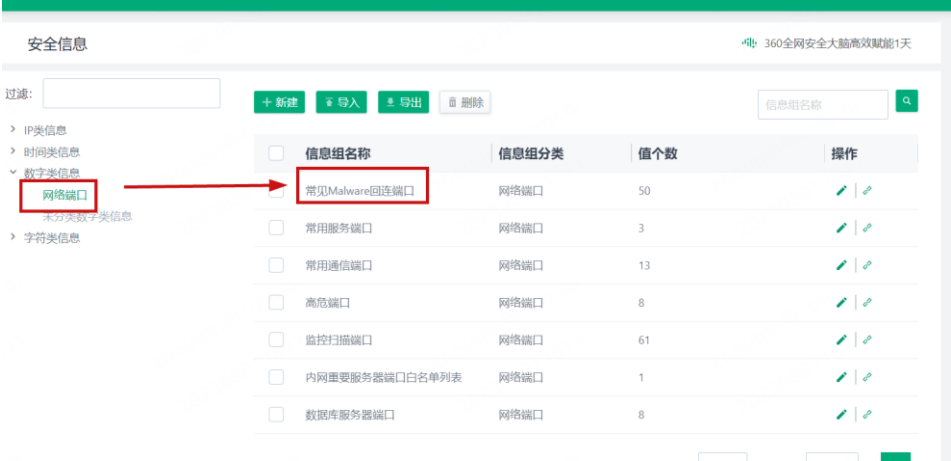 安全信息
360全网安全大脑高效赋能1天
过滤:
新建 导入 导出 删除
信息组名称
IP类信息
时间类信息
数字类信息
网络端口
未分类数字类信息
字符类信息
信息组名称 信息组分类 值个数 操作
常见Malware回连端口 网络端口 50
常用服务端口 网络端口 3
常用通信端口 网络端口 13
高危端口 网络端口 8
监控扫描端口 网络端口 61
内网重要服务器端口白名单列表 网络端口 1
数据库服务器端口 网络端口 8